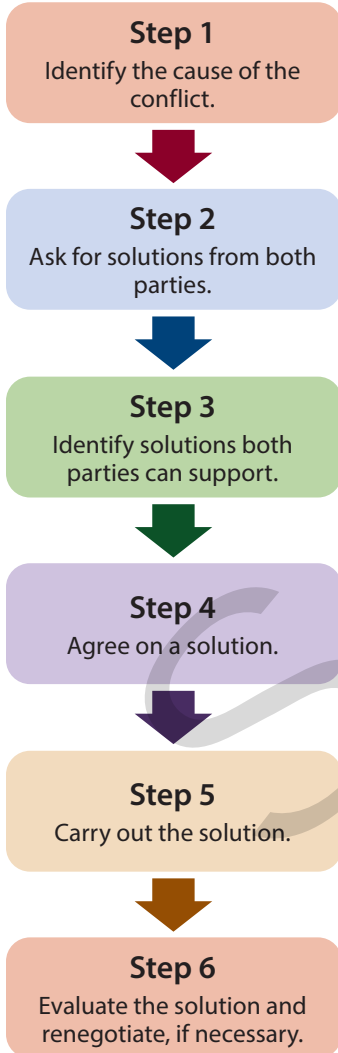 Step 1
Identify the cause of the
conflict.
Step 2
Ask for solutions from both
parties.
Step 3
Identify solutions both
parties can support.
Step 4
Agree on a solution.
Step 5
Carry out the solution.
Step 6
Evaluate the solution and
renegotiate, if necessary.